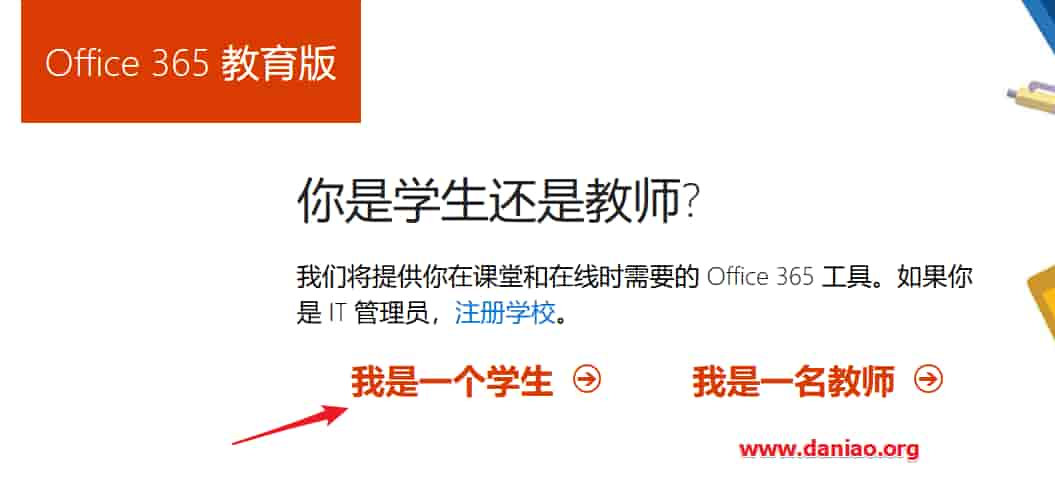 Office 365 教育版
你是学生还是教师?
我们将提供你在课堂和在线时需要的 Office 365 工具。如果你
是 IT 管理员，注册学校。
我是一个学生 我是一名教师
www.daniao.org